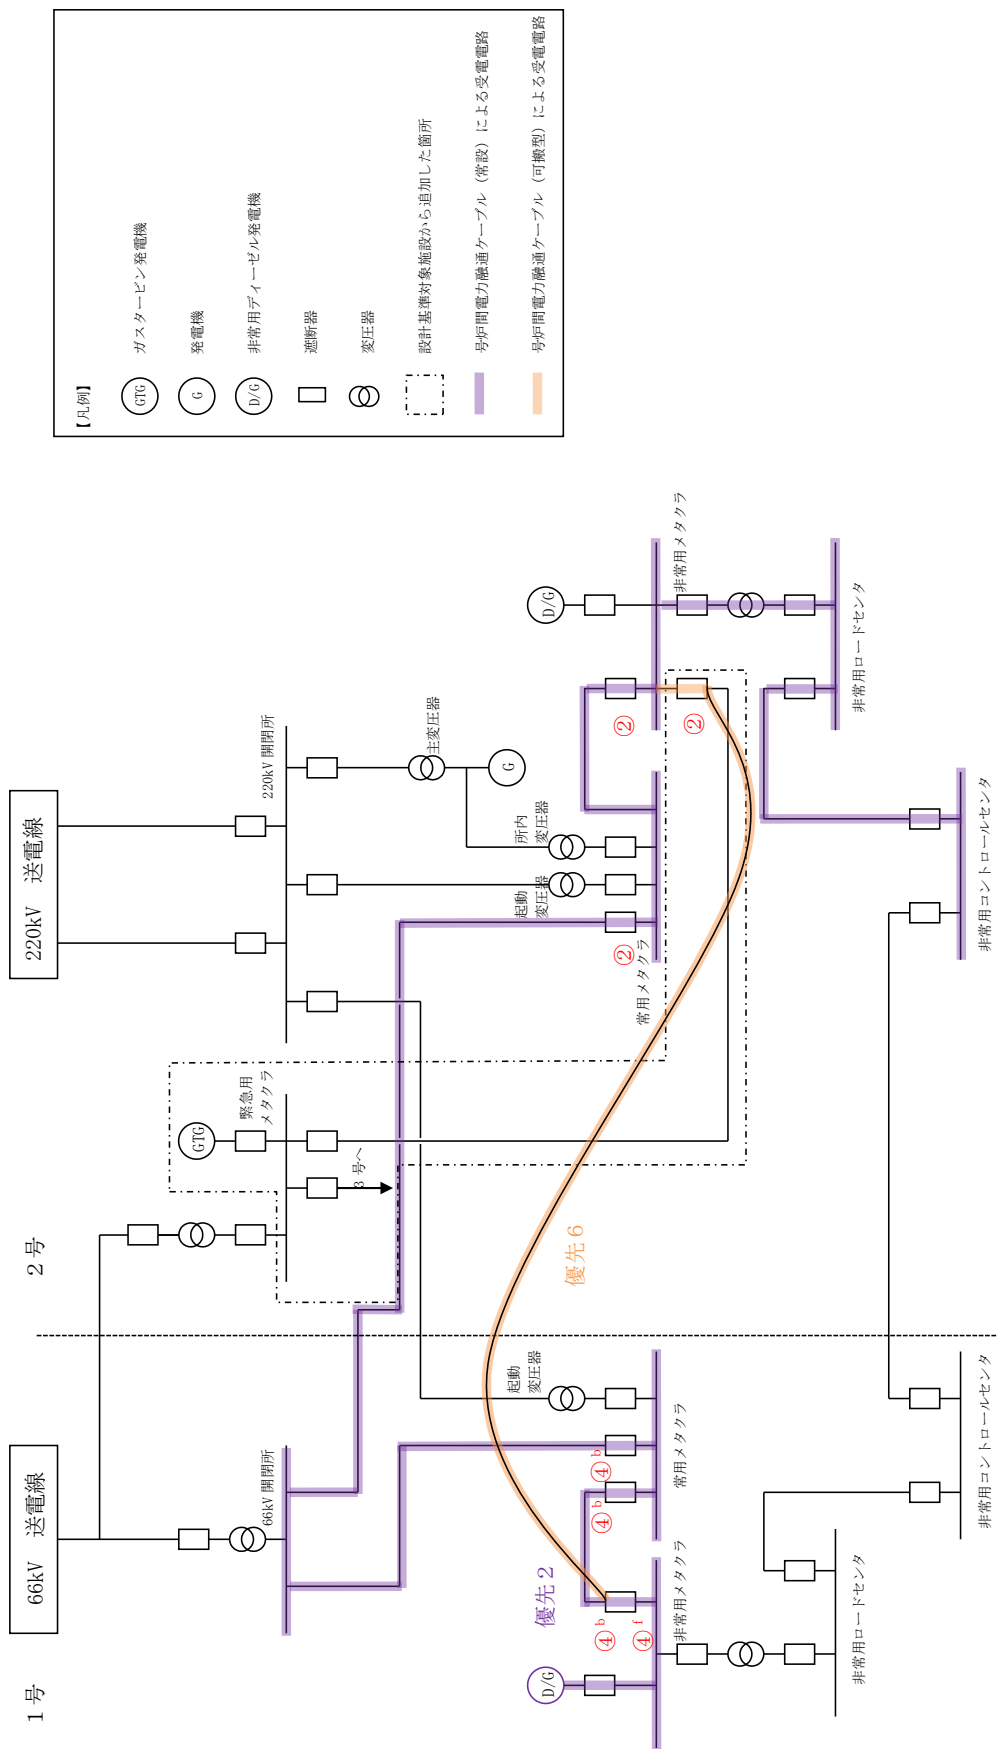 1号
2号
66kV 送電線
220kV 送電線
66kV 開閉所
220kV 開閉所
GTG
緊急用
メタクラ
3号へ
主変圧器
G
所内
変圧器
起動
変圧器
起動
変圧器
D/G
D/G
優先2
優先6
④b
④f
④b
④b
②
②
②
非常用メタクラ
常用メタクラ
常用メタクラ
非常用メタクラ
非常用ロードセンタ
非常用ロードセンタ
非常用コントロールセンタ
非常用コントロールセンタ
【凡例】
GTG ガスタービン発電機
G 発電機
D/G 非常用ディーゼル発電機
遮断器
変圧器
設計基準対象施設から追加した箇所
号炉間電力融通ケーブル（常設）による受電電路
号炉間電力融通ケーブル（可搬型）による受電電路